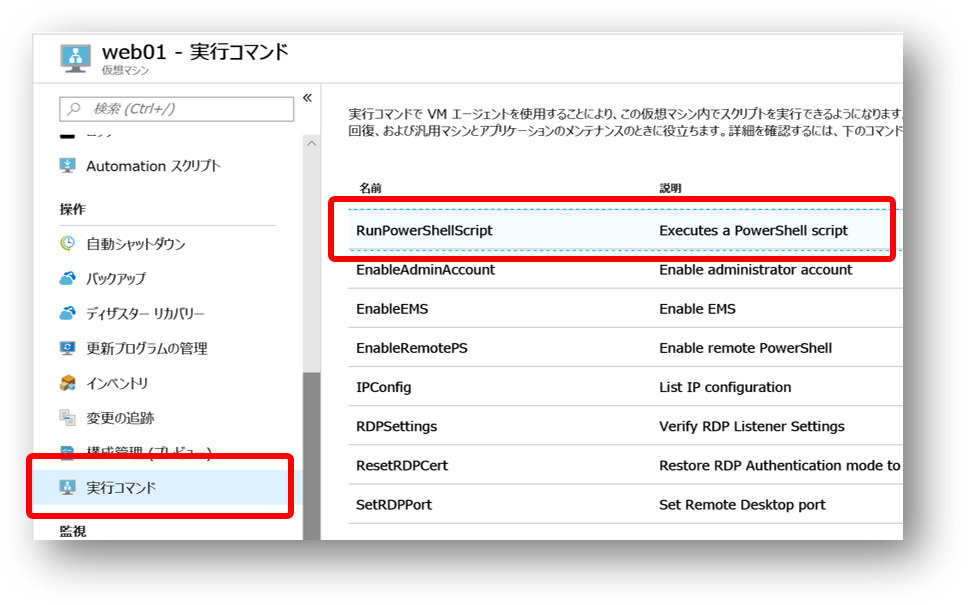 web01 - 実行コマンド
仮想マシン
検索 (Ctrl+/)
Automation スクリプト
操作
自動シャットダウン
バックアップ
ディザスター リカバリー
更新プログラムの管理
インベントリ
変更の追跡
構成管理 (プレビュー)
実行コマンド
監視
実行コマンドで VM エージェントを使用することにより、この仮想マシン内でスクリプトを実行できるようになります。
回復、および汎用マシンとアプリケーションのメンテナンスのときに役立ちます。詳細を確認するには、下のコマンド
名前 説明
RunPowerShellScript Executes a PowerShell script
EnableAdminAccount Enable administrator account
EnableEMS Enable EMS
EnableRemotePS Enable remote PowerShell
IPConfig List IP configuration
RDPSettings Verify RDP Listener Settings
ResetRDPCert Restore RDP Authentication mode to
SetRDPPort Set Remote Desktop port